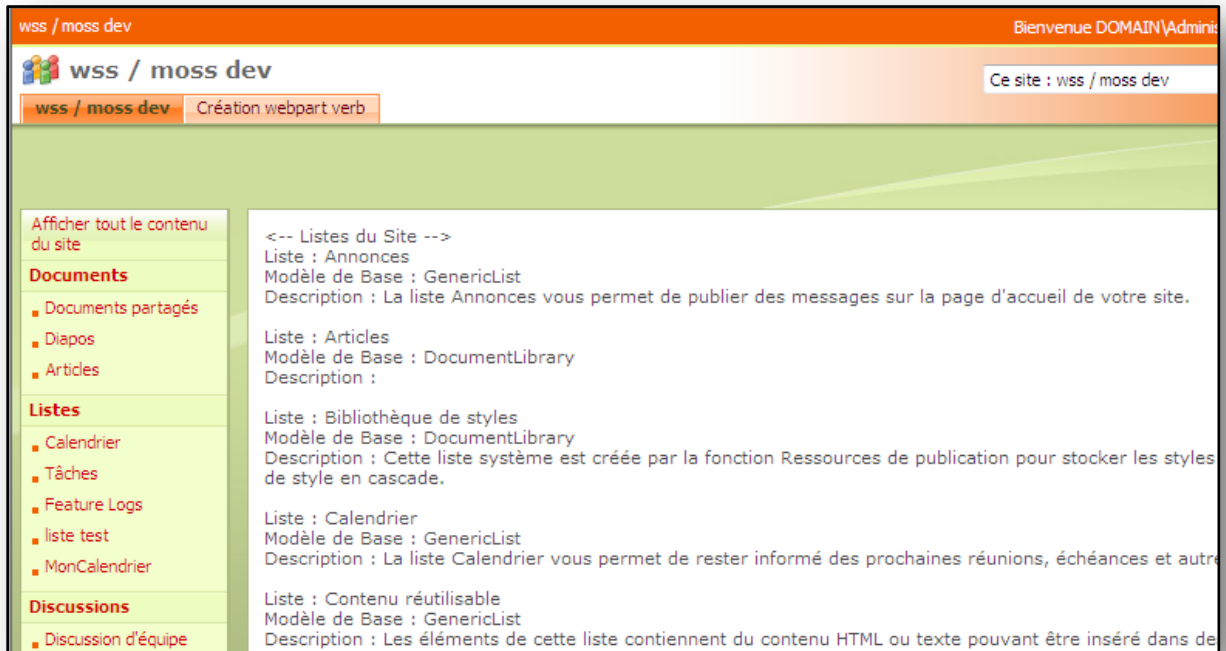 wss / moss dev
Bienvenue DOMAIN\Adminis
wss / moss dev
Ce site : wss / moss dev
wss / moss dev
Création webpart verb
Afficher tout le contenu
du site
Documents
Documents partagés
Diapos
Articles
Listes
Calendrier
Tâches
Feature Logs
liste test
MonCalendrier
Discussions
Discussion d'équipe
<-- Listes du Site -->
Liste : Annonces
Modèle de Base : GenericList
Description : La liste Annonces vous permet de publier des messages sur la page d'accueil de votre site.
Liste : Articles
Modèle de Base : DocumentLibrary
Description :
Liste : Bibliothèque de styles
Modèle de Base : DocumentLibrary
Description : Cette liste système est créée par la fonction Ressources de publication pour stocker les styles
de style en cascade.
Liste : Calendrier
Modèle de Base : GenericList
Description : La liste Calendrier vous permet de rester informé des prochaines réunions, échéances et autre
Liste : Contenu réutilisable
Modèle de Base : GenericList
Description : Les éléments de cette liste contiennent du contenu HTML ou texte pouvant être inséré dans de